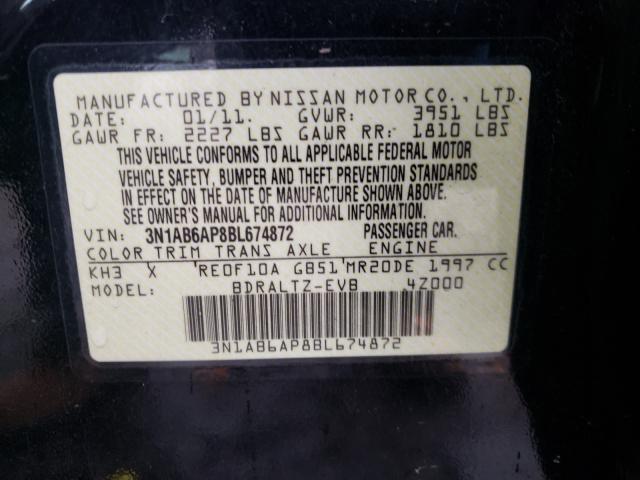 MANUFACTURED BY NISSAN MOTOR CO., LTD.
DATE: 01/11. GVWR: 3951 LBS
GAWR FR: 2227 LBS GAWR RR: 1810 LBS
THIS VEHICLE CONFORMS TO ALL APPLICABLE FEDERAL MOTOR
VEHICLE SAFETY, BUMPER AND THEFT PREVENTION STANDARDS
IN EFFECT ON THE DATE OF MANUFACTURE SHOWN ABOVE.
SEE OWNER'S MANUAL FOR ADDITIONAL INFORMATION.
VIN: 3N1AB6AP8BL674872 PASSENGER CAR.
COLOR TRIM TRANS AXLE ENGINE
KH3 X RE0F10A GB51 MR20DE 1997 CC
MODEL: BDRALTZ-EVB 4Z000
3N1AB6AP8BL674872